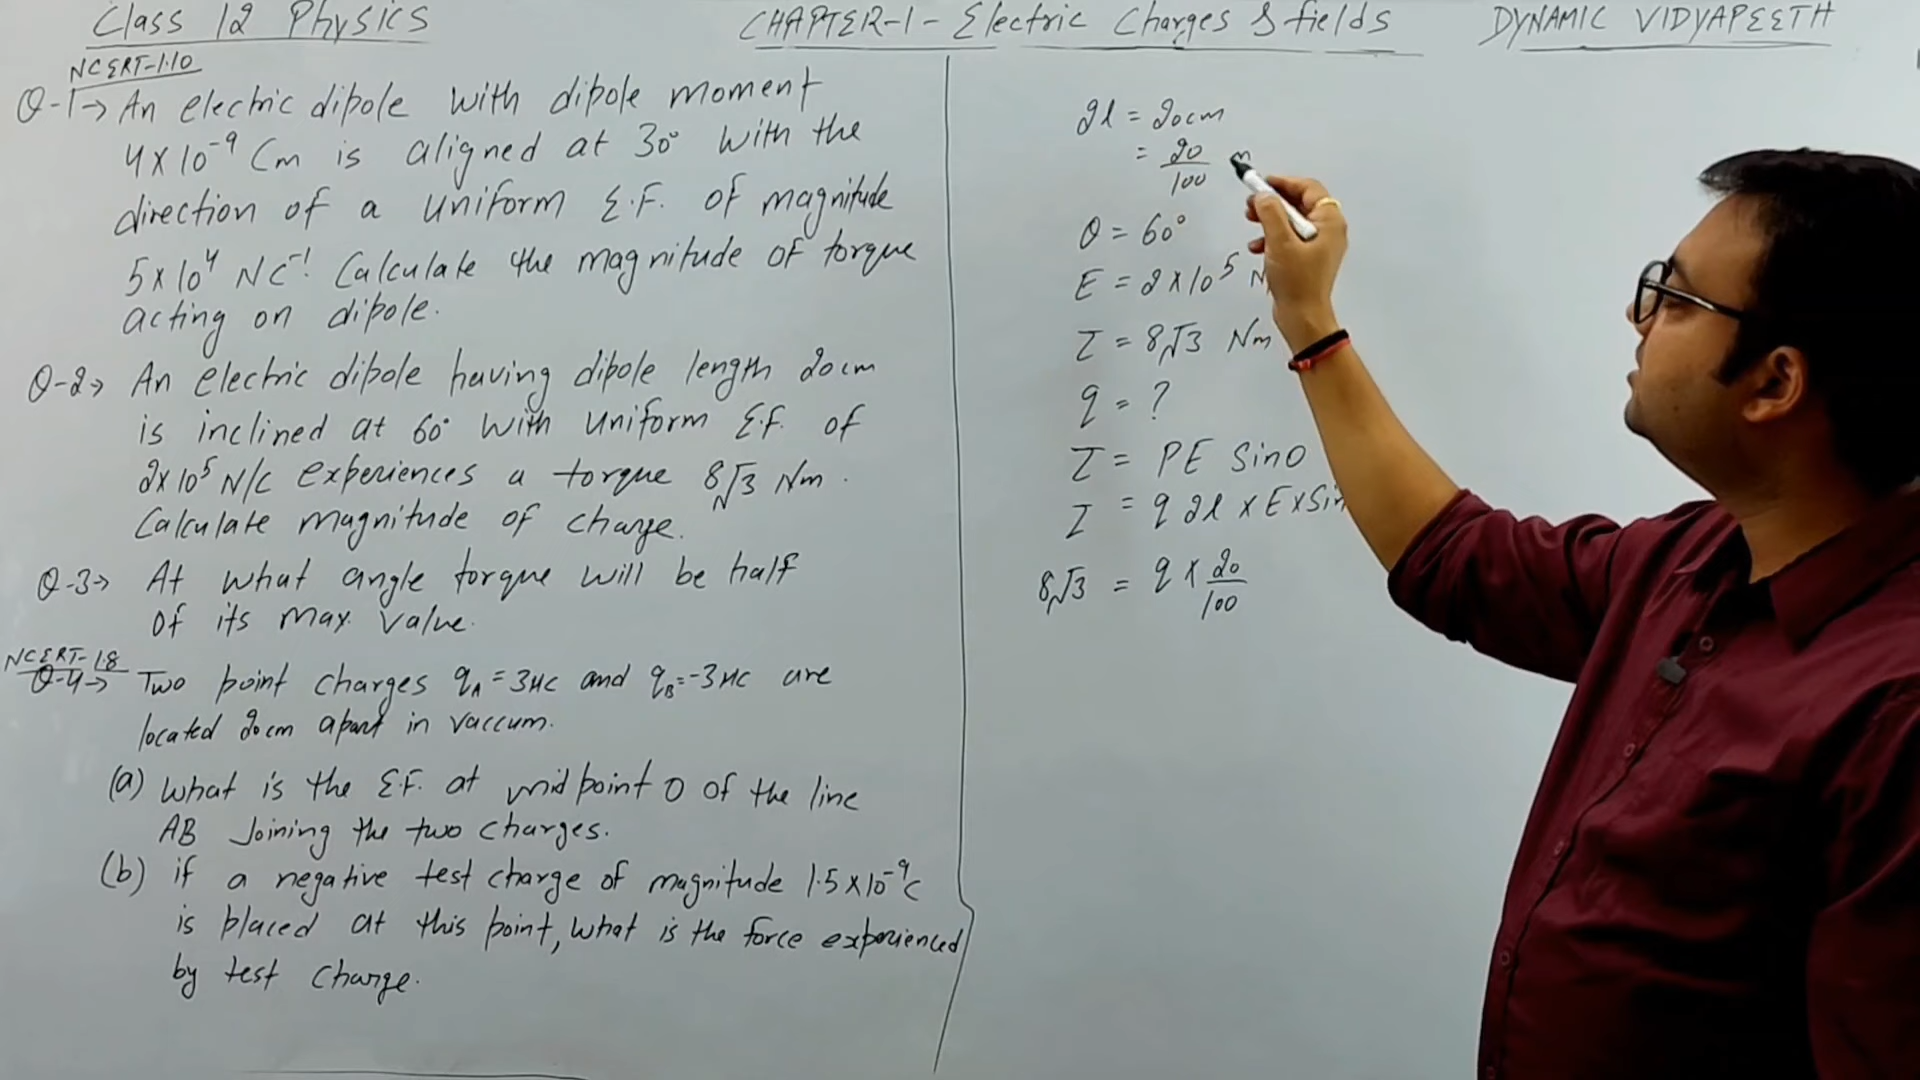 Class 12 Physics
CHAPTER-1- Electric Charges & fields
DYNAMIC VIDYAPEETH
NCERT-1.10
Q-1→ An electric dipole with dipole moment
4×10⁻⁹ Cm is aligned at 30° with the
direction of a uniform E.F. of magnitude
5×10⁴ NC⁻¹. Calculate the magnitude of torque
acting on dipole.
Q-2→ An electric dipole having dipole length 20cm
is inclined at 60° with uniform E.F. of
2×10⁵ N/C experiences a torque 8√3 Nm.
Calculate magnitude of charge.
Q-3→ At what angle torque will be half
of its max. value.
NCERT-1.8
Q-4→ Two point charges qA = 3μc and qB = -3μc are
located 20cm apart in vaccum.
(a) What is the E.F. at midpoint O of the line
AB Joining the two charges.
(b) if a negative test charge of magnitude 1.5×10⁻⁹c
is placed at this point, what is the force experienced
by test charge.
2l = 20cm
= 20/100 m
θ = 60°
E = 2×10⁵ N
τ = 8√3 Nm
q = ?
τ = PE Sinθ
τ = q 2l × E × Sin
8√3 = q × 20/100